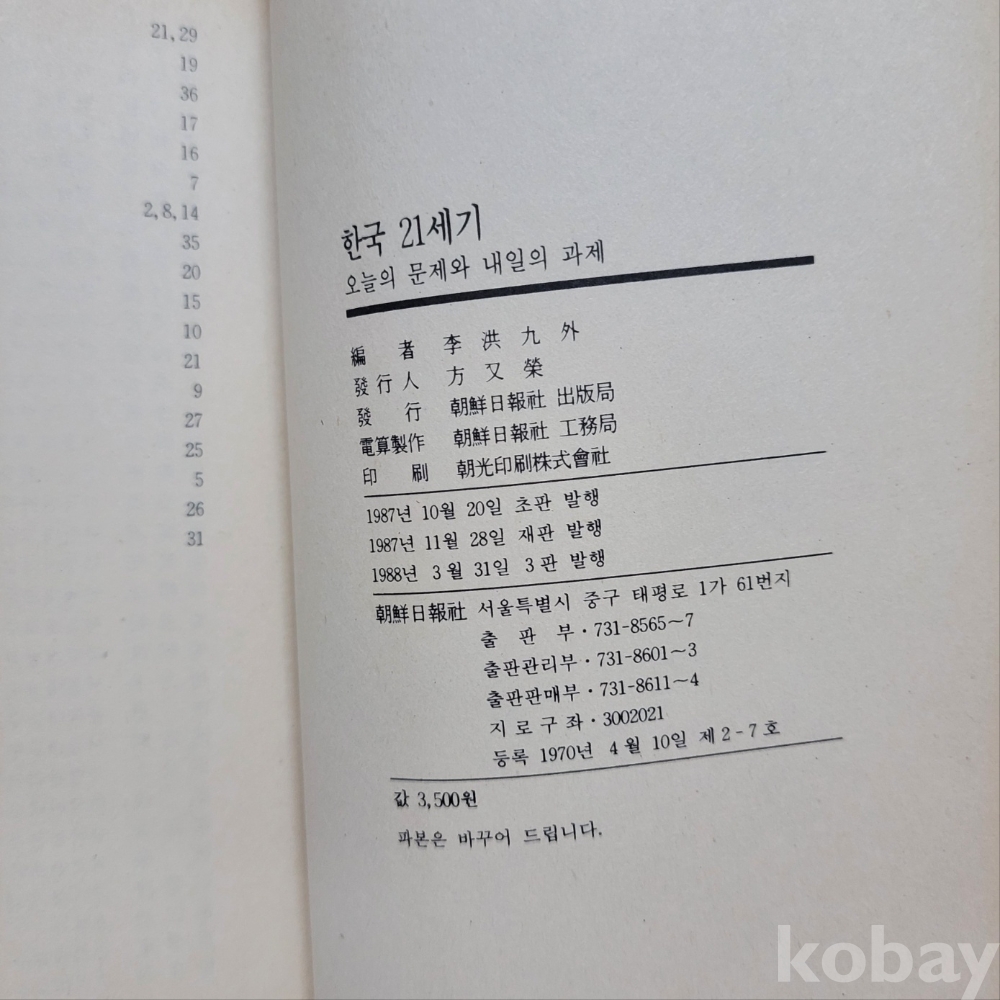 21, 29
19
36
17
16
7
2, 8, 14
35
20
15
10
21
9
27
25
5
26
31
한국 21세기
오늘의 문제와 내일의 과제
編 者 李 洪 九 外
發行人 方 又 榮
發 行 朝鮮日報社 出版局
電算製作 朝鮮日報社 工務局
印 刷 朝光印刷株式會社
1987년 10월 20일 초판 발행
1987년 11월 28일 재판 발행
1988년 3월 31일 3판 발행
朝鮮日報社 서울특별시 중구 태평로 1가 61번지
출 판 부・731-8565~7
출판관리부・731-8601~3
출판판매부・731-8611~4
지로구좌・3002021
등록 1970년 4월 10일 제2-7호
값 3,500원
파본은 바꾸어 드립니다.
kobay